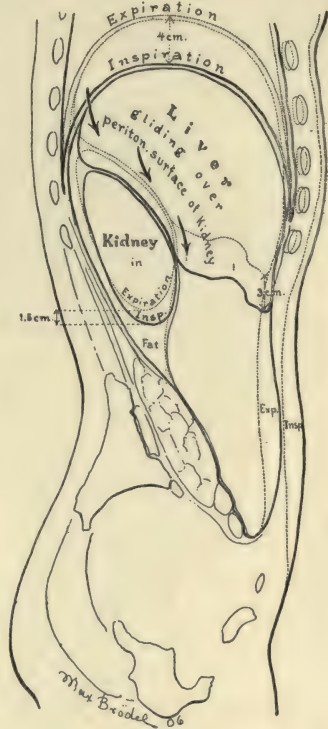 Expiration
4cm.
Inspiration
Liver
gliding over
periton. surface of Kidney
Kidney
in
Expiration
Insp.
1.5cm.
3cm.
Fat
Exp.
Insp.
Max Brödel 06